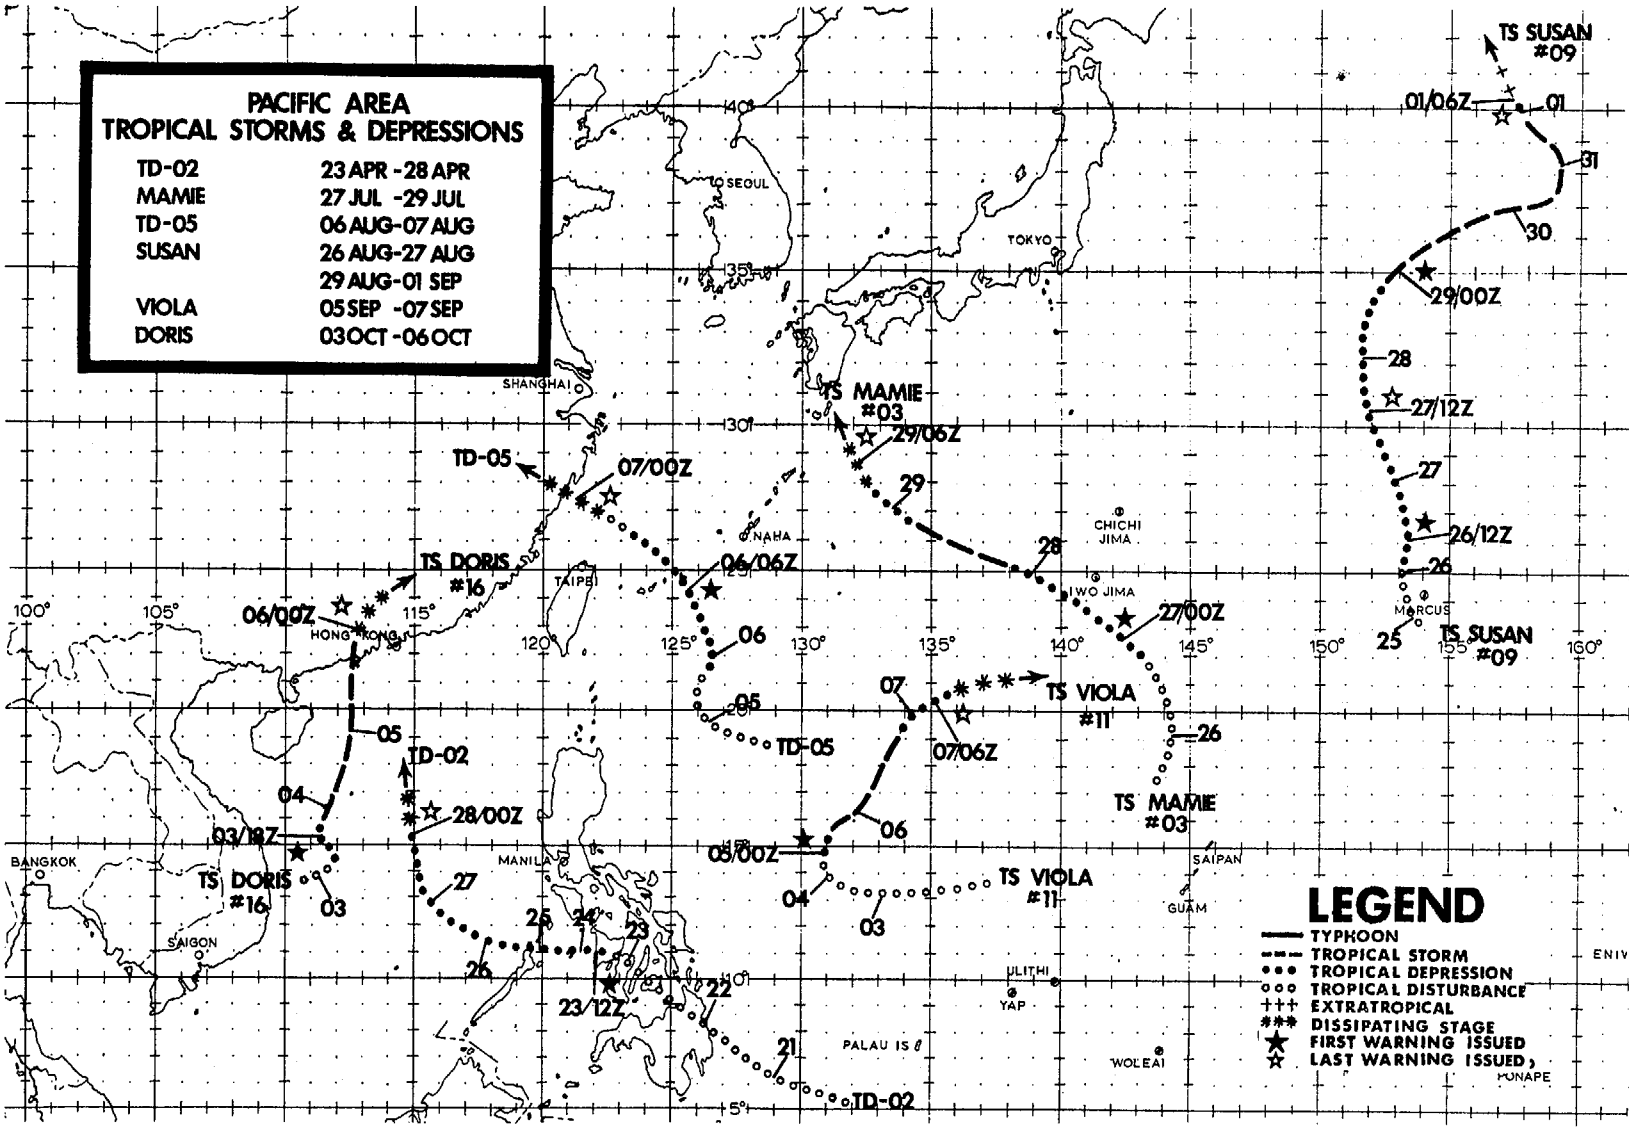 TS SUSAN
#09
PACIFIC AREA
TROPICAL STORMS & DEPRESSIONS
TD-02 23 APR - 28 APR
MAMIE 27 JUL - 29 JUL
TD-05 06 AUG - 07 AUG
SUSAN 26 AUG - 27 AUG
29 AUG - 01 SEP
VIOLA 05 SEP - 07 SEP
DORIS 03 OCT - 06 OCT
40°
01/06Z
01
31
SEOUL
30
TOKYO
35°
29/00Z
28
SHANGHAI
TS MAMIE
#03
27/12Z
30°
29/06Z
TD-05
07/00Z
27
29
CHICHI
JIMA
NAHA
26/12Z
28
06/06Z
TS DORIS
#16
25°
TAIPEI
26
IWO JIMA
MARCUS
100°
105°
06/00Z
115°
HONG KONG
27/00Z
25
TS SUSAN
#09
120°
06
130°
135°
140°
145°
150°
155°
160°
07
TS VIOLA
#11
05
20°
05
TD-05
07/06Z
26
TD-02
04
TS MAMIE
#03
28/00Z
03/18Z
06
05/00Z
15°
BANGKOK
MANILA
SAIPAN
TS DORIS
#16
03
27
04
03
TS VIOLA
#11
GUAM
SAIGON
25
24
23
26
10°
23/12Z
22
ULITHI
YAP
21
PALAU IS
WOLEAI
5°
TD-02
LEGEND
TYPHOON
TROPICAL STORM
TROPICAL DEPRESSION
TROPICAL DISTURBANCE
EXTRATROPICAL
DISSIPATING STAGE
FIRST WARNING ISSUED
LAST WARNING ISSUED
ENIW
PONAPE